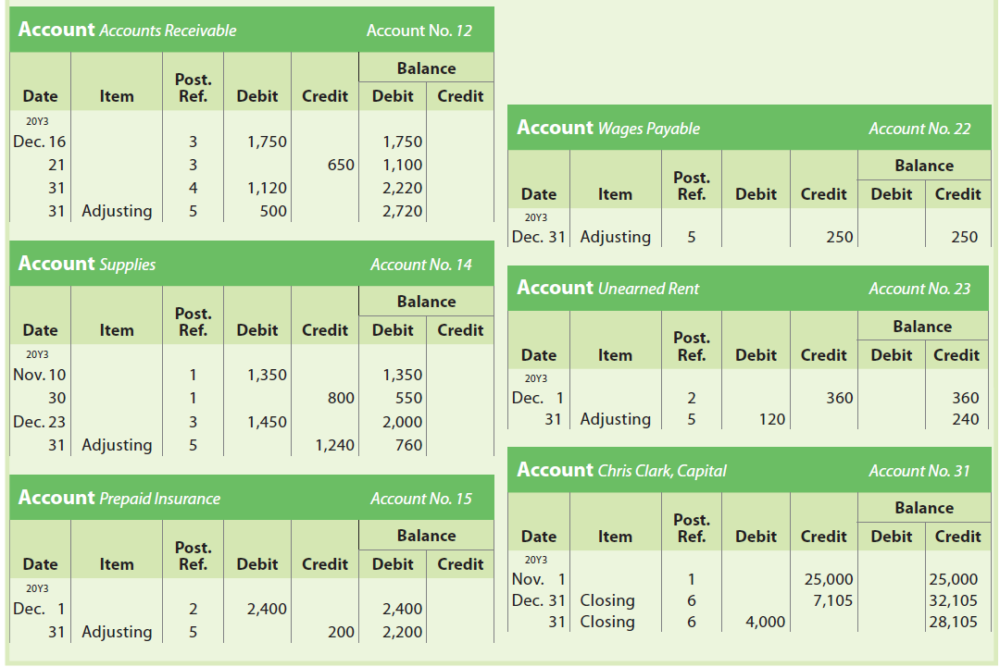 Account Accounts Receivable Account No. 12
Balance
Post.
Date Item Ref. Debit Credit Debit Credit
20Y3
Dec. 16 3 1,750 1,750
21 3 650 1,100
31 4 1,120 2,220
31 Adjusting 5 500 2,720
Account Supplies Account No. 14
Balance
Post.
Date Item Ref. Debit Credit Debit Credit
20Y3
Nov. 10 1 1,350 1,350
30 1 800 550
Dec. 23 3 1,450 2,000
31 Adjusting 5 1,240 760
Account Prepaid Insurance Account No. 15
Balance
Post.
Date Item Ref. Debit Credit Debit Credit
20Y3
Dec. 1 2 2,400 2,400
31 Adjusting 5 200 2,200
Account Wages Payable Account No. 22
Balance
Post.
Date Item Ref. Debit Credit Debit Credit
20Y3
Dec. 31 Adjusting 5 250 250
Account Unearned Rent Account No. 23
Balance
Post.
Date Item Ref. Debit Credit Debit Credit
20Y3
Dec. 1 2 360 360
31 Adjusting 5 120 240
Account Chris Clark, Capital Account No. 31
Balance
Post.
Date Item Ref. Debit Credit Debit Credit
20Y3
Nov. 1 1 25,000 25,000
Dec. 31 Closing 6 7,105 32,105
31 Closing 6 4,000 28,105